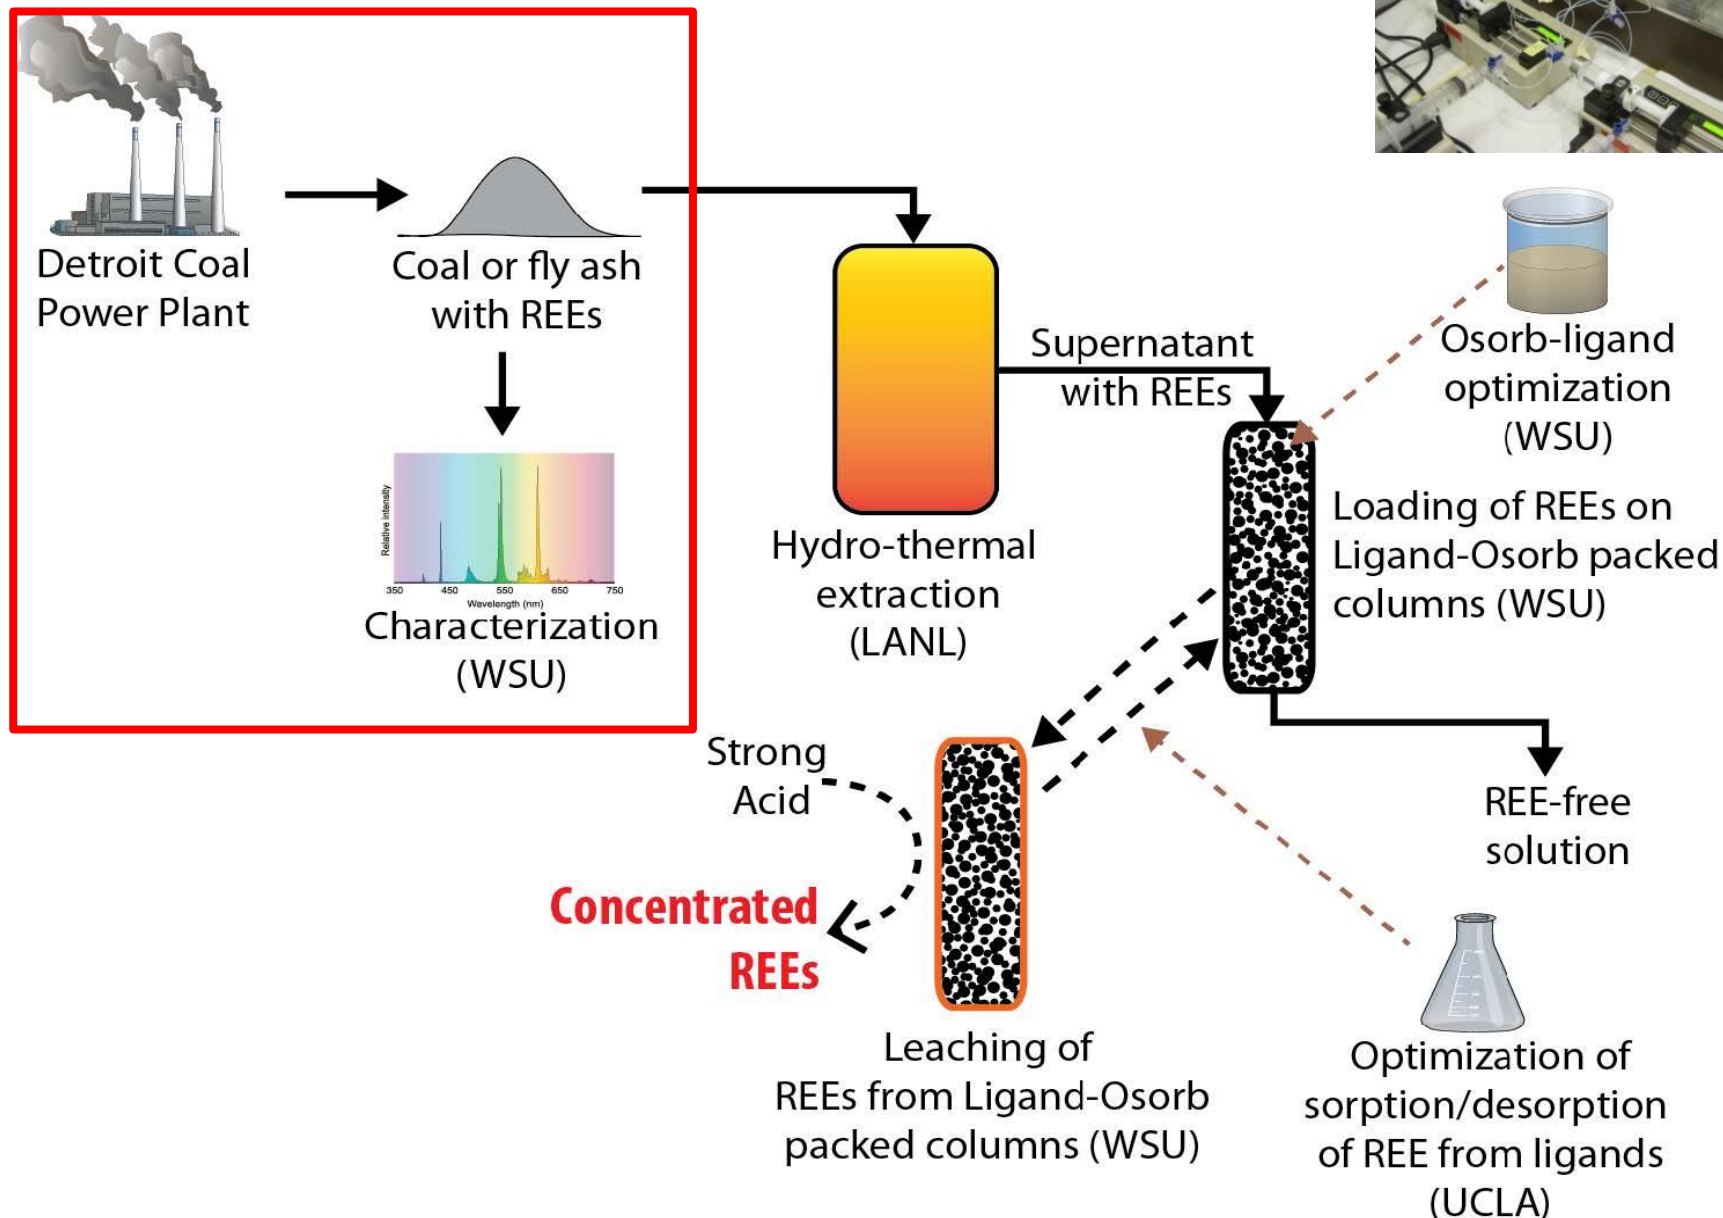 Detroit Coal
Power Plant
Coal or fly ash
with REEs
Relative intensity
350 450 550 650 750
Wavelength (nm)
Characterization
(WSU)
Hydro-thermal
extraction
(LANL)
Supernatant
with REEs
Osorb-ligand
optimization
(WSU)
Loading of REEs on
Ligand-Osorb packed
columns (WSU)
REE-free
solution
Strong
Acid
Concentrated
REEs
Leaching of
REEs from Ligand-Osorb
packed columns (WSU)
Optimization of
sorption/desorption
of REE from ligands
(UCLA)